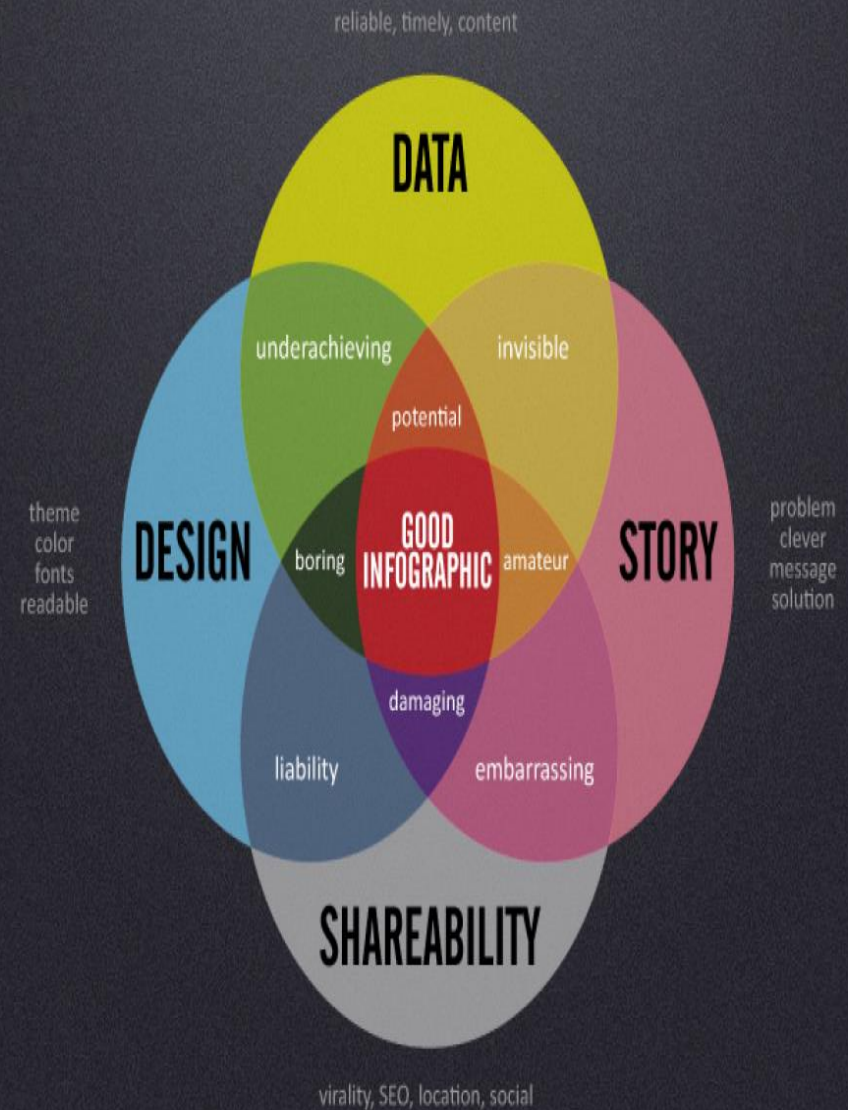 reliable, timely, content
DATA
underachieving
invisible
potential
theme
color
fonts
readable
DESIGN
boring
GOOD
INFOGRAPHIC
amateur
STORY
problem
clever
message
solution
damaging
liability
embarrassing
SHAREABILITY
virality, SEO, location, social